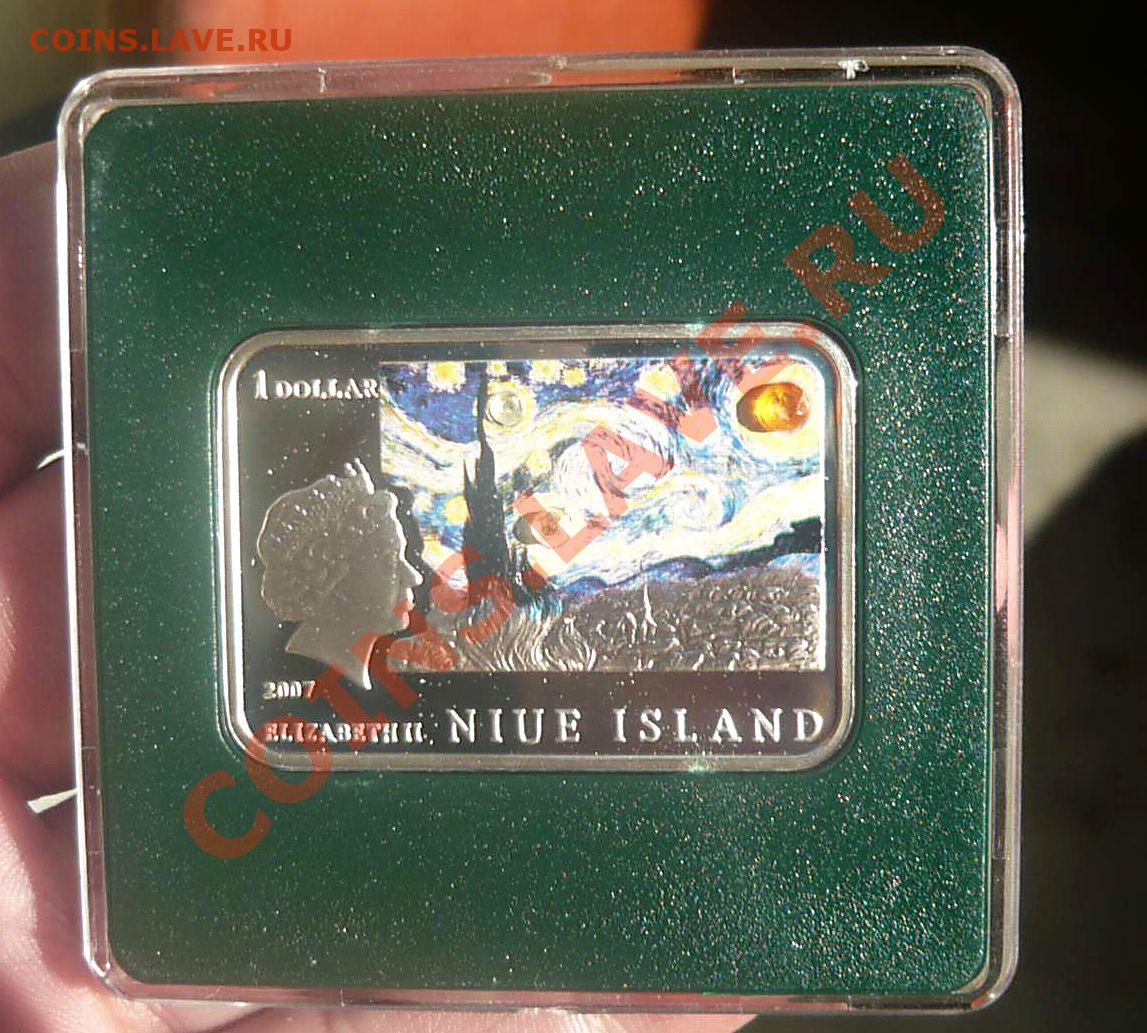 COINS.LAVE.RU
COINS.LAVE.RU
1 DOLLAR
2007
ELIZABETH II
NIUE ISLAND